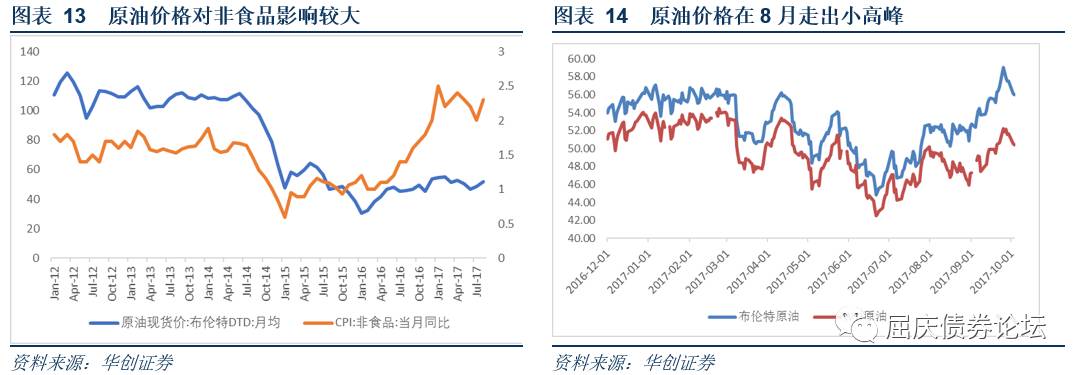 图表 13 原油价格对非食品影响较大
140
120
100
80
60
40
20
0
3
2.5
2
1.5
1
0.5
0
Jan-12
Apr-12
Jul-12
Oct-12
Jan-13
Apr-13
Jul-13
Oct-13
Jan-14
Apr-14
Jul-14
Oct-14
Jan-15
Apr-15
Jul-15
Oct-15
Jan-16
Apr-16
Jul-16
Oct-16
Jan-17
Apr-17
Jul-17
原油现货价:布伦特DTD:月均
CPI:非食品:当月同比
资料来源：华创证券
图表 14 原油价格在 8 月走出小高峰
60.00
58.00
56.00
54.00
52.00
50.00
48.00
46.00
44.00
42.00
40.00
2016-12-01
2017-01-01
2017-02-01
2017-03-01
2017-04-01
2017-05-01
2017-06-01
2017-07-01
2017-08-01
2017-09-01
2017-10-01
布伦特原油
原油
屈庆债券论坛
资料来源：华创证券